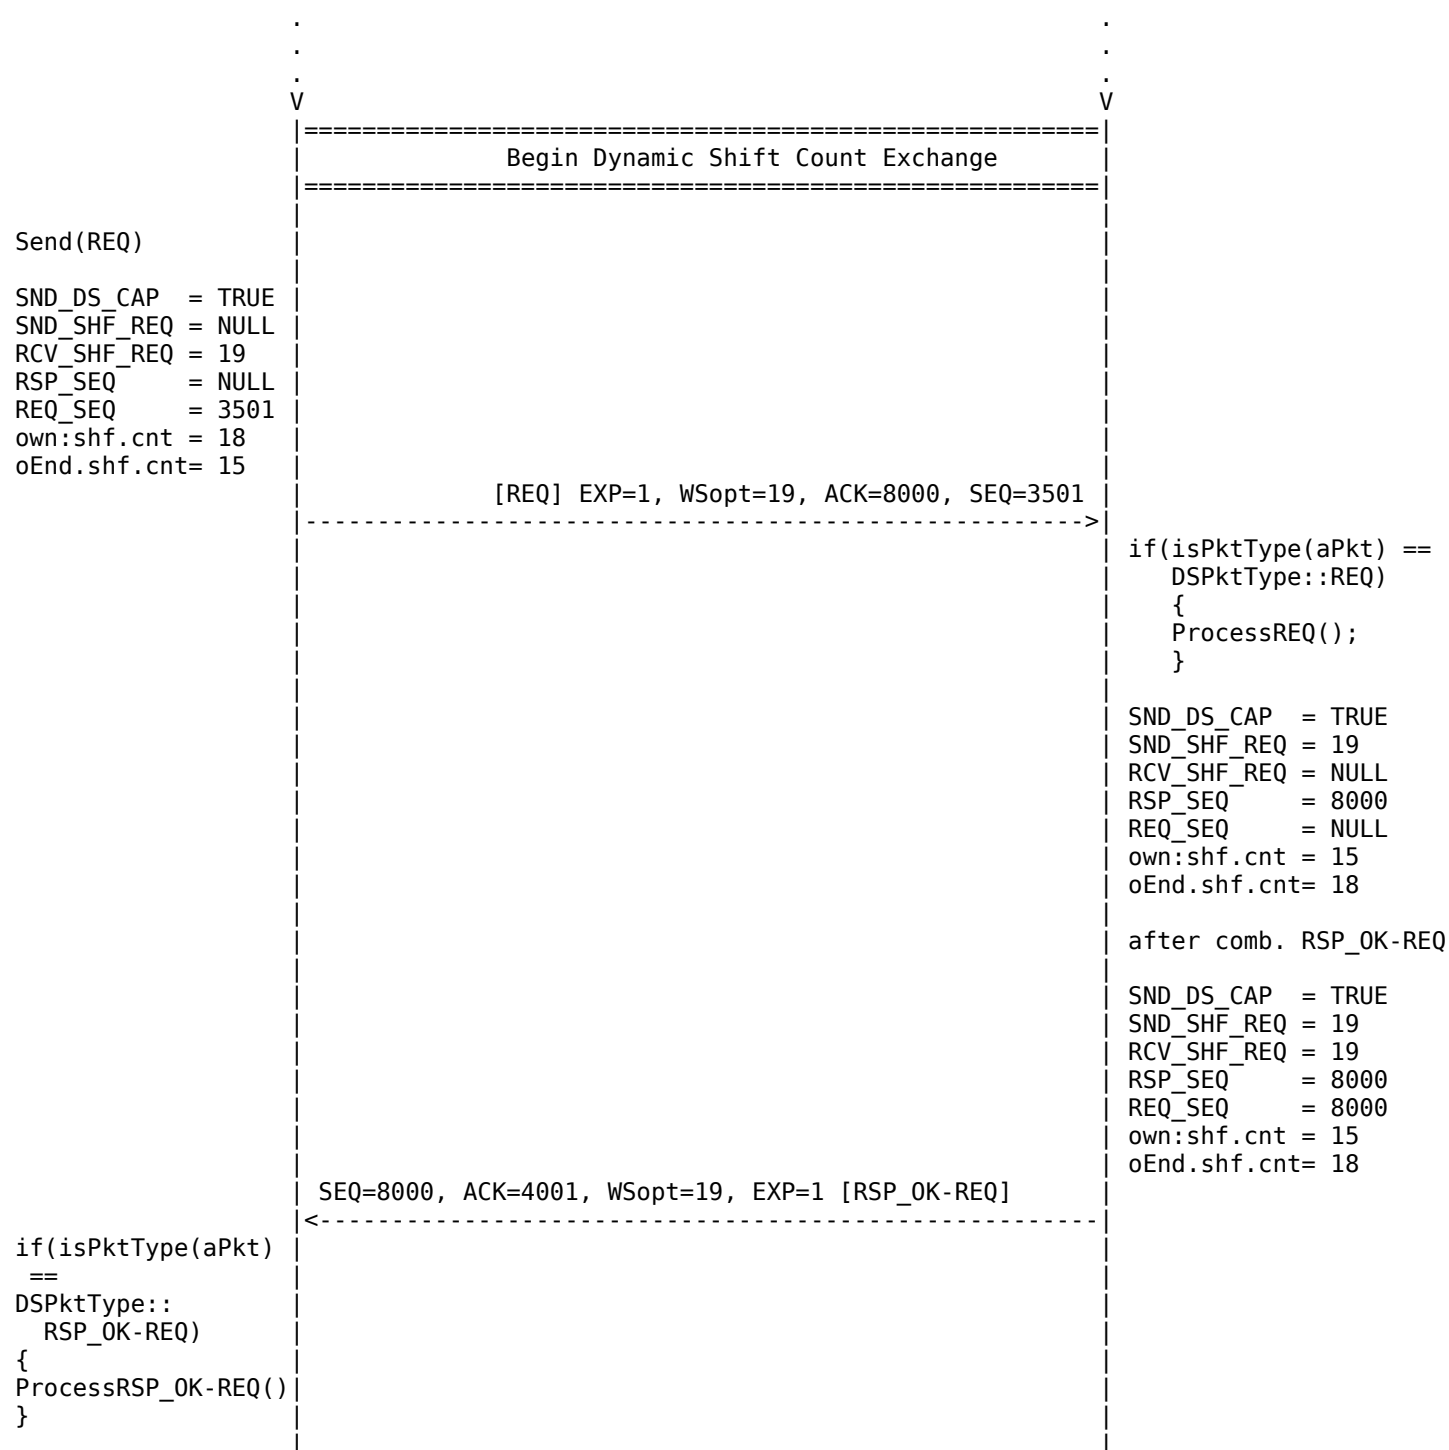 .                                                       .
.                                                       .
.                                                       .
V                                                       V
|=======================================================|
|              Begin Dynamic Shift Count Exchange       |
|=======================================================|
Send(REQ)
SND_DS_CAP  = TRUE
SND_SHF_REQ = NULL
RCV_SHF_REQ = 19
RSP_SEQ     = NULL
REQ_SEQ     = 3501
own:shf.cnt = 18
oEnd.shf.cnt= 15
[REQ] EXP=1, WSopt=19, ACK=8000, SEQ=3501
|------------------------------------------------------>|
if(isPktType(aPkt) ==
DSPktType::REQ)
{
ProcessREQ();
}
SND_DS_CAP  = TRUE
SND_SHF_REQ = 19
RCV_SHF_REQ = NULL
RSP_SEQ     = 8000
REQ_SEQ     = NULL
own:shf.cnt = 15
oEnd.shf.cnt= 18
after comb. RSP_OK-REQ
SND_DS_CAP  = TRUE
SND_SHF_REQ = 19
RCV_SHF_REQ = 19
RSP_SEQ     = 8000
REQ_SEQ     = 8000
own:shf.cnt = 15
oEnd.shf.cnt= 18
SEQ=8000, ACK=4001, WSopt=19, EXP=1 [RSP_OK-REQ]
|<------------------------------------------------------|
if(isPktType(aPkt)
==
DSPktType::
RSP_OK-REQ)
{
ProcessRSP_OK-REQ()
}